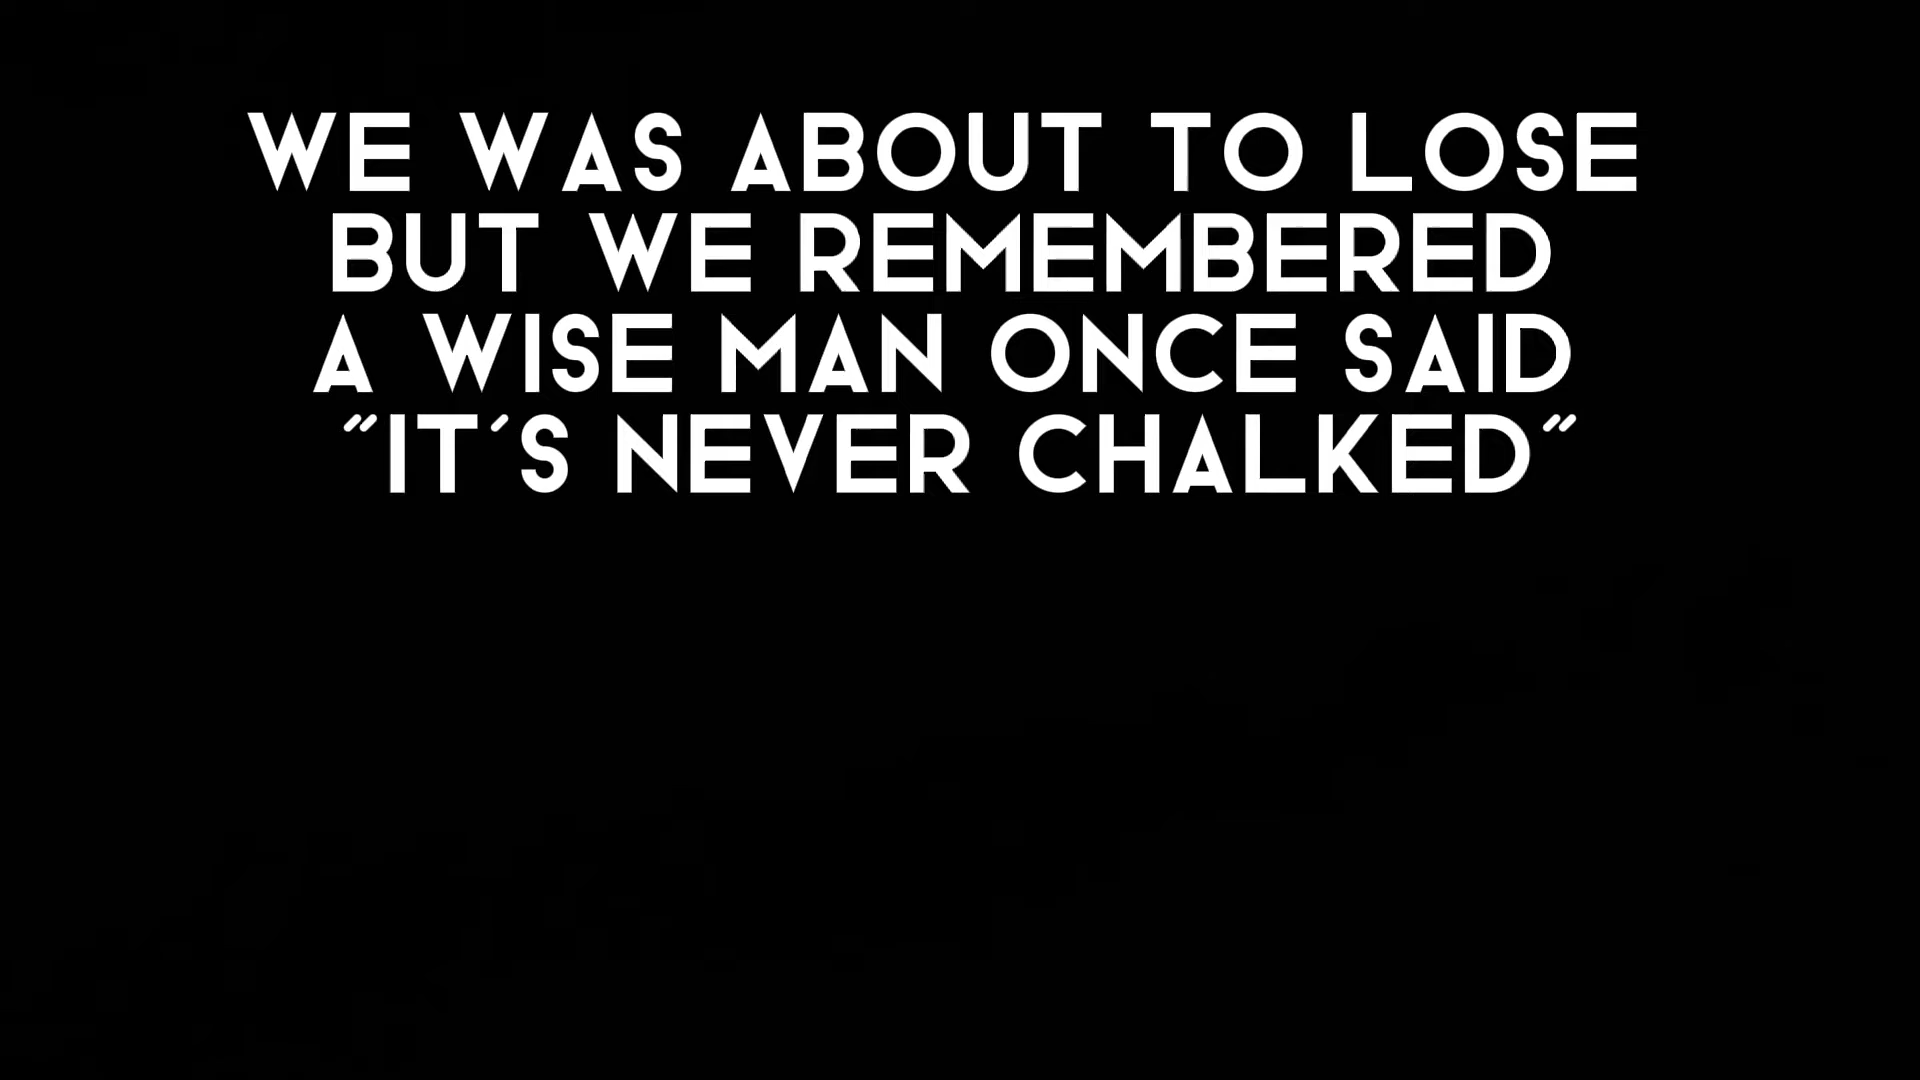 WE WAS ABOUT TO LOSE
BUT WE REMEMBERED
A WISE MAN ONCE SAID
"IT'S NEVER CHALKED"